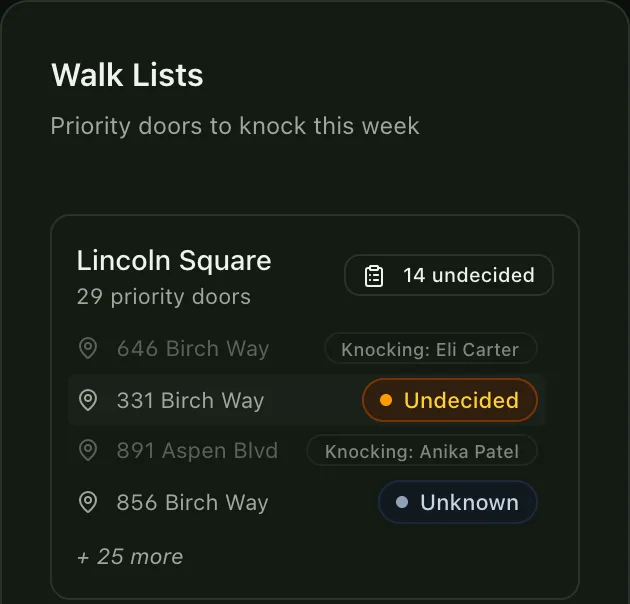 Walk Lists
Priority doors to knock this week
Lincoln Square
14 undecided
29 priority doors
646 Birch Way Knocking: Eli Carter
331 Birch Way Undecided
891 Aspen Blvd Knocking: Anika Patel
856 Birch Way Unknown
+ 25 more